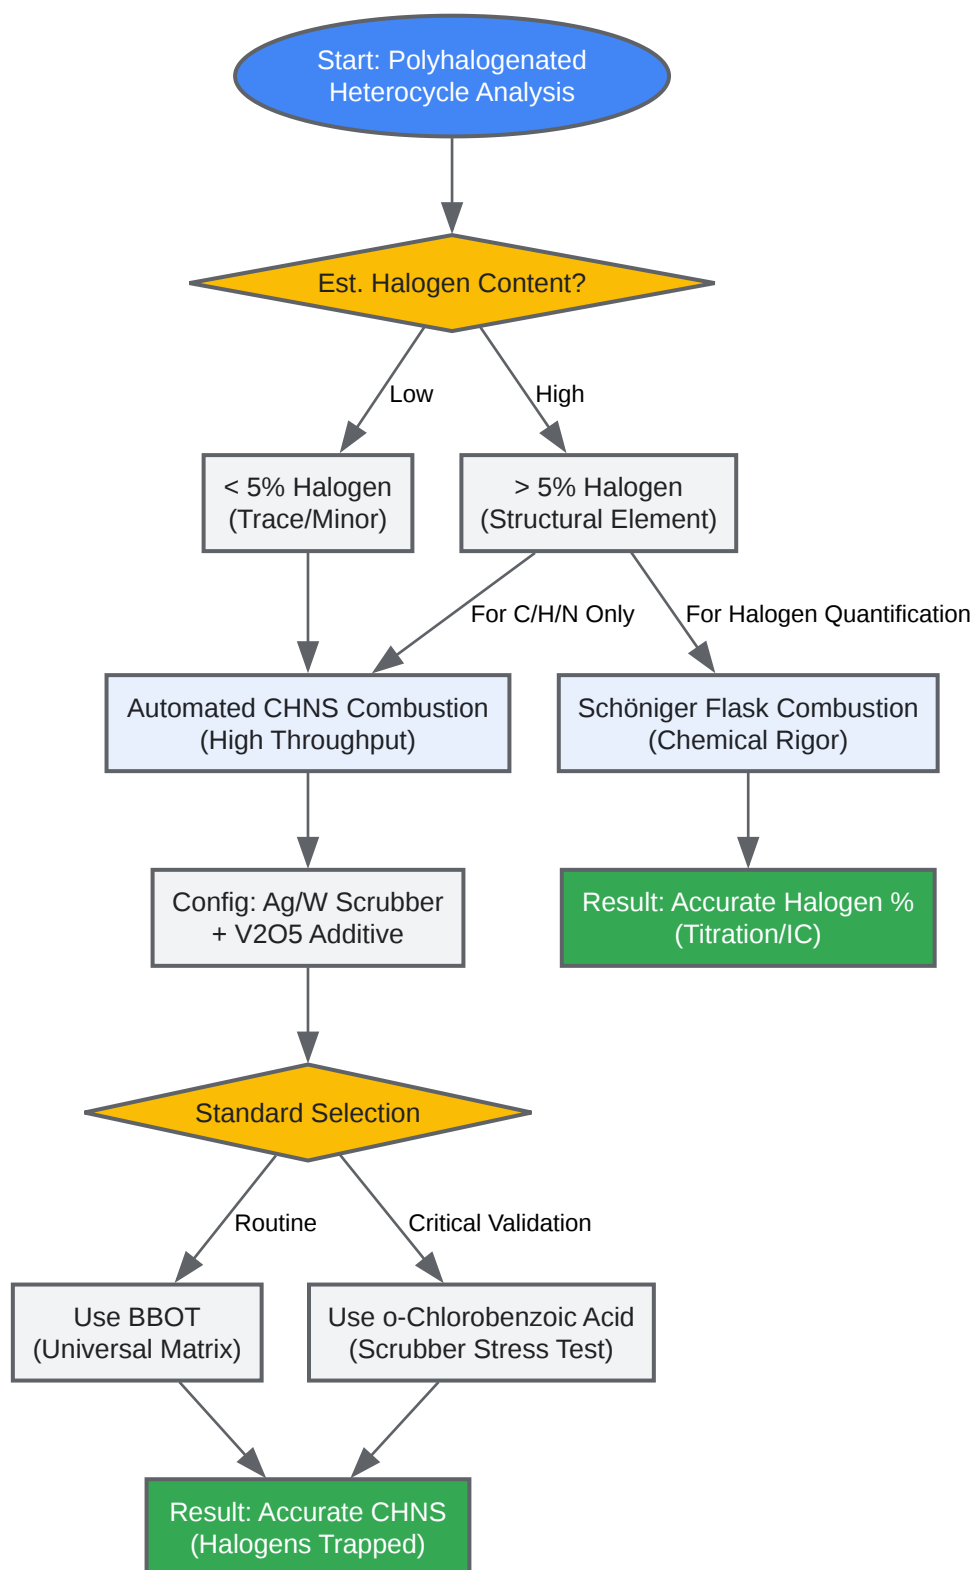 Start: Polyhalogenated
Heterocycle Analysis
Est. Halogen Content?
Low
High
< 5% Halogen
(Trace/Minor)
> 5% Halogen
(Structural Element)
For C/H/N Only
For Halogen Quantification
Automated CHNS Combustion
(High Throughput)
Schöniger Flask Combustion
(Chemical Rigor)
Config: Ag/W Scrubber
+ V2O5 Additive
Result: Accurate Halogen %
(Titration/IC)
Standard Selection
Routine
Critical Validation
Use BBOT
(Universal Matrix)
Use o-Chlorobenzoic Acid
(Scrubber Stress Test)
Result: Accurate CHNS
(Halogens Trapped)